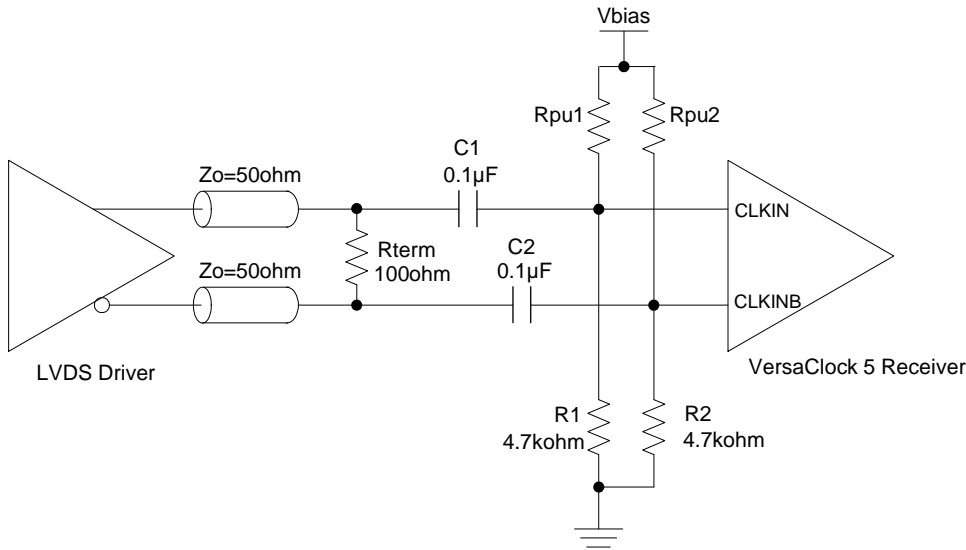 Vbias
Rpu1
Rpu2
C1
0.1µF
Zo=50ohm
CLKIN
Rterm
100ohm
C2
0.1µF
Zo=50ohm
CLKINB
LVDS Driver
VersaClock 5 Receiver
R1
4.7kohm
R2
4.7kohm